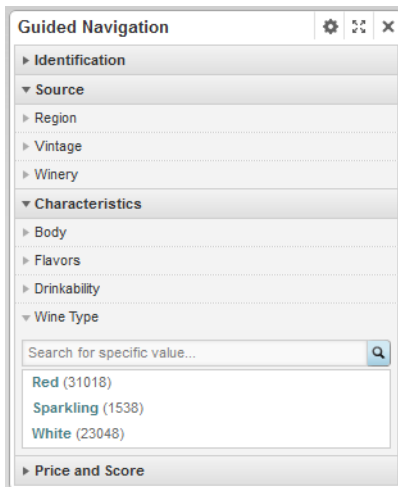 Guided Navigation
Identification
Source
Region
Vintage
Winery
Characteristics
Body
Flavors
Drinkability
Wine Type
Search for specific value...
Red (31018)
Sparkling (1538)
White (23048)
Price and Score